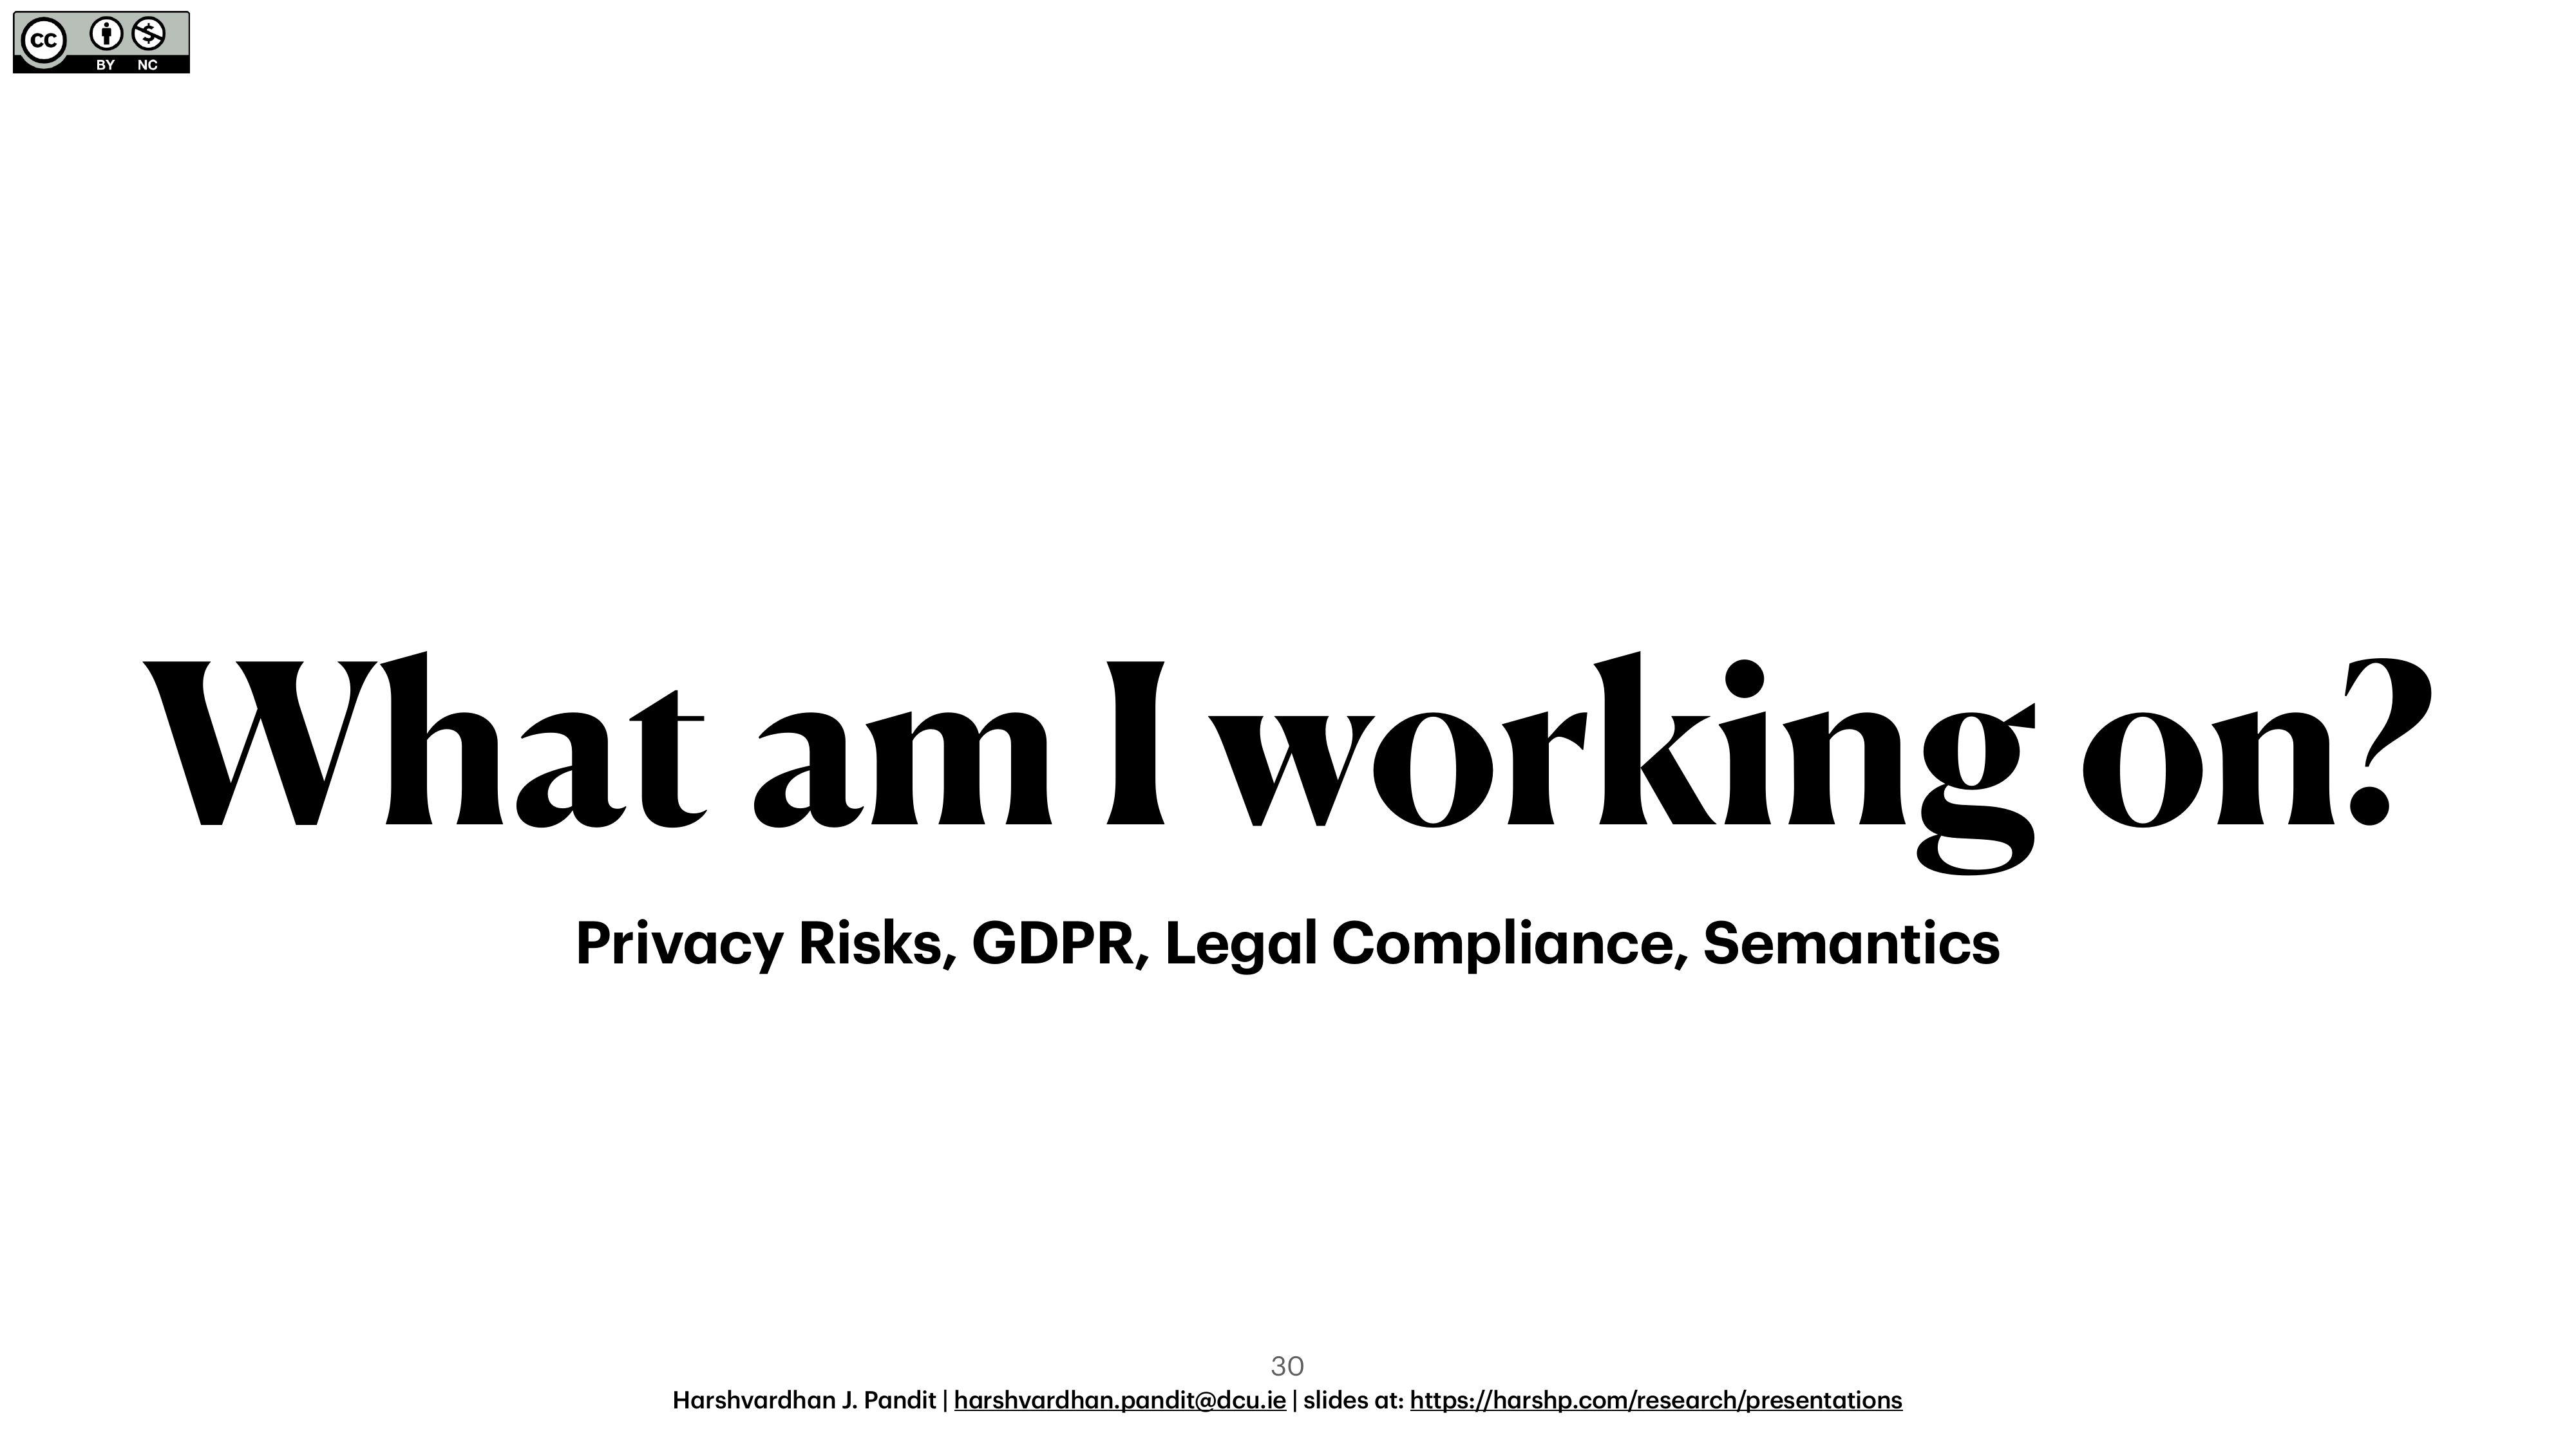 cc
BY NC
What am I working on?
Privacy Risks, GDPR, Legal Compliance, Semantics
30
Harshvardhan J. Pandit | harshvardhan.pandit@dcu.ie | slides at: https://harshp.com/research/presentations